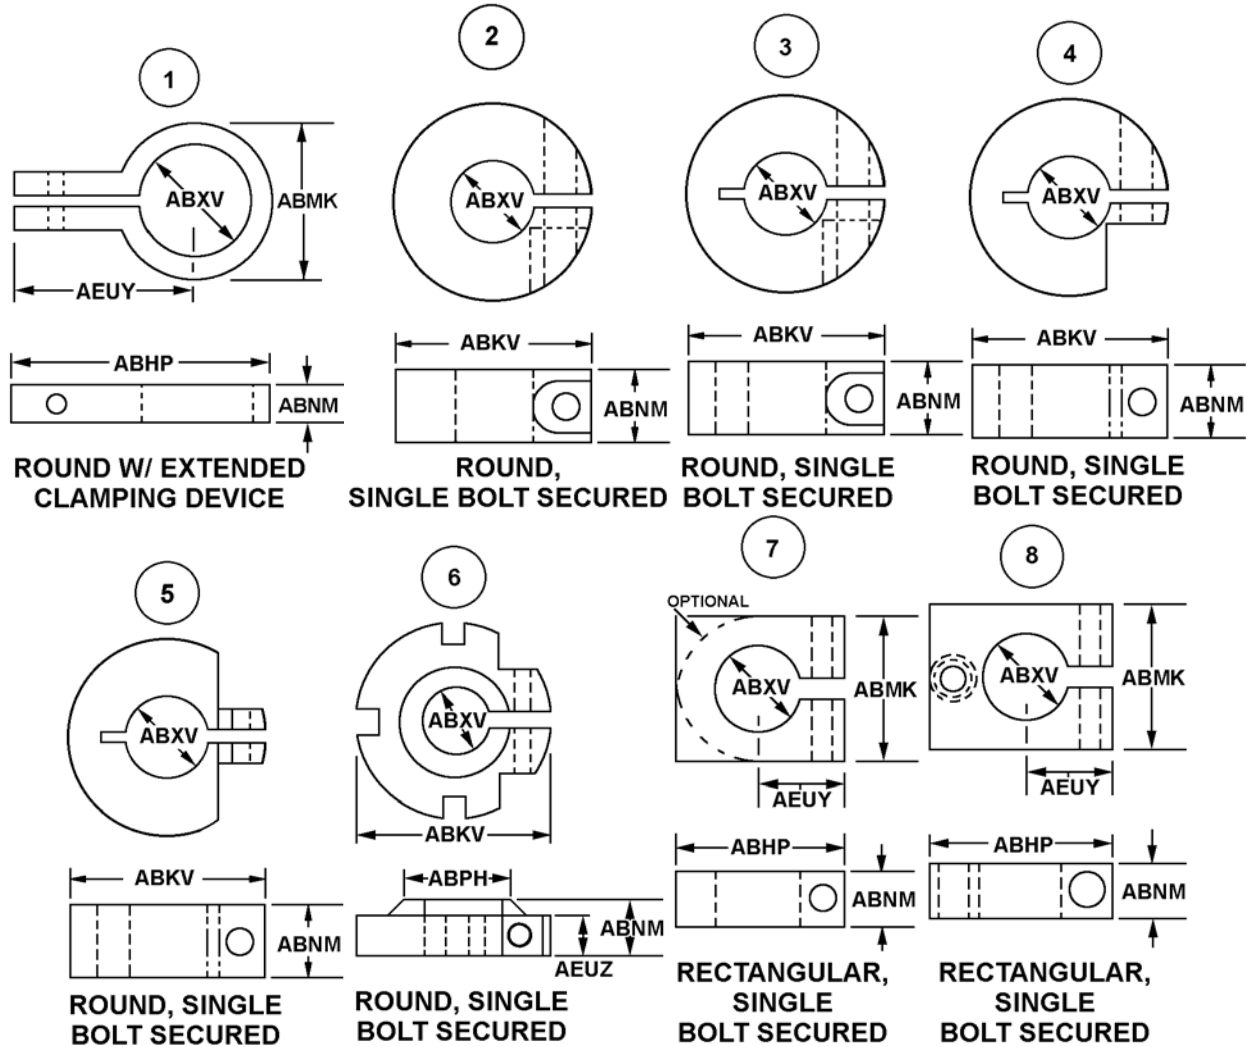 1
2
3
4
ABXV
ABMK
AEUY
ABHP
ABNM
ROUND W/ EXTENDED
CLAMPING DEVICE
ABXV
ABKV
ABNM
ROUND,
SINGLE BOLT SECURED
ABXV
ABKV
ABNM
ROUND, SINGLE
BOLT SECURED
ABXV
ABKV
ABNM
ROUND, SINGLE
BOLT SECURED
5
6
7
8
ABXV
ABKV
ABNM
ROUND, SINGLE
BOLT SECURED
ABXV
ABKV
ABPH
ABNM
AEUZ
ROUND, SINGLE
BOLT SECURED
OPTIONAL
ABXV
ABMK
AEUY
ABHP
ABNM
RECTANGULAR,
SINGLE
BOLT SECURED
ABXV
ABMK
AEUY
ABHP
ABNM
RECTANGULAR,
SINGLE
BOLT SECURED